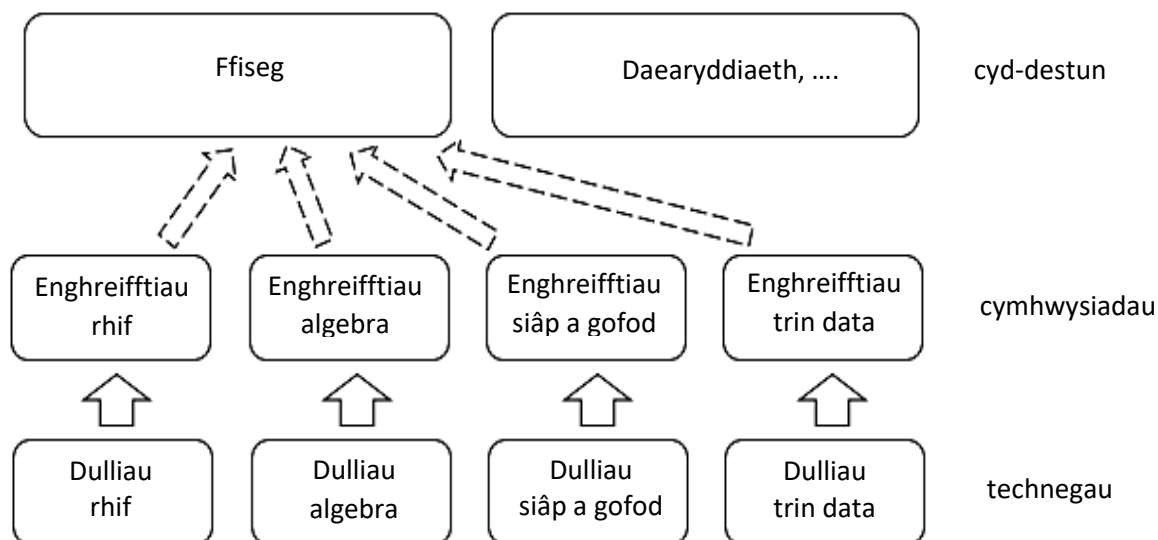 Ffiseg
Daearyddiaeth, ....
cyd-destun
Enghreifftiau
rhif
Enghreifftiau
algebra
Enghreifftiau
siâp a gofod
Enghreifftiau
trin data
cymhwysiadau
Dulliau
rhif
Dulliau
algebra
Dulliau
siâp a gofod
Dulliau
trin data
technegau